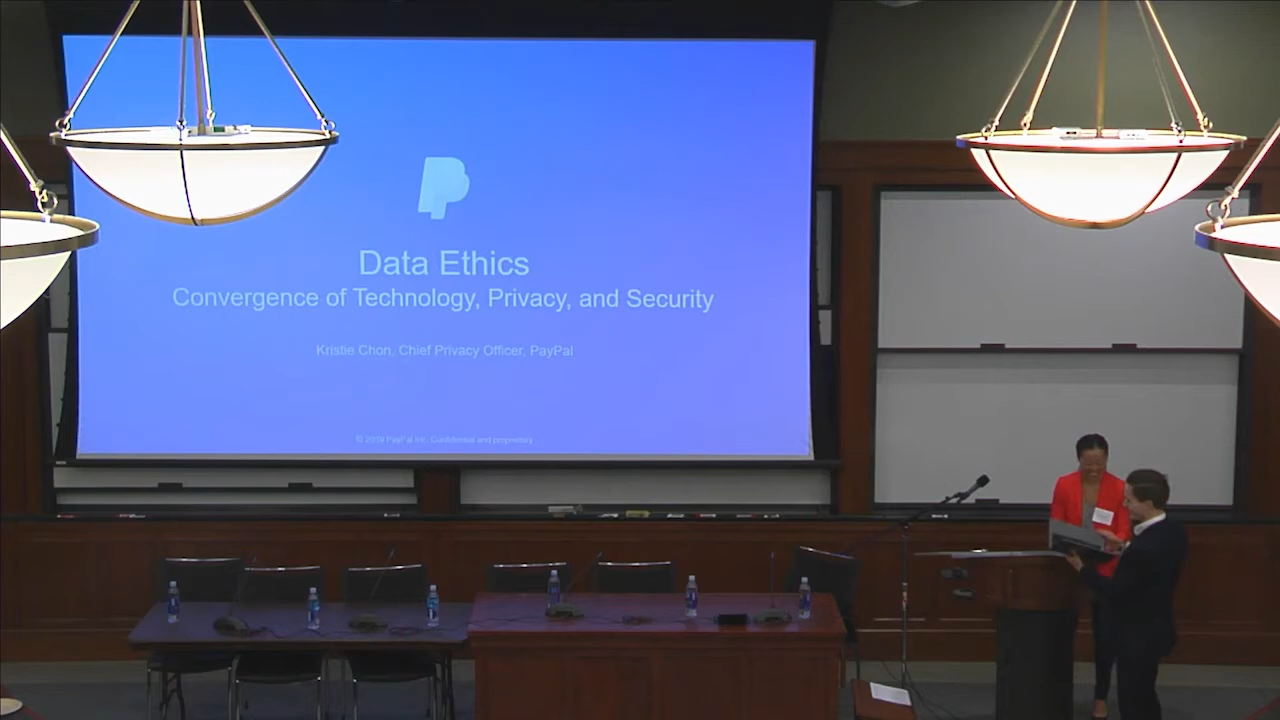 Data Ethics
Convergence of Technology, Privacy, and Security
Kristie Chon, Chief Privacy Officer, PayPal
© 2019 PayPal Inc. Confidential and proprietary.